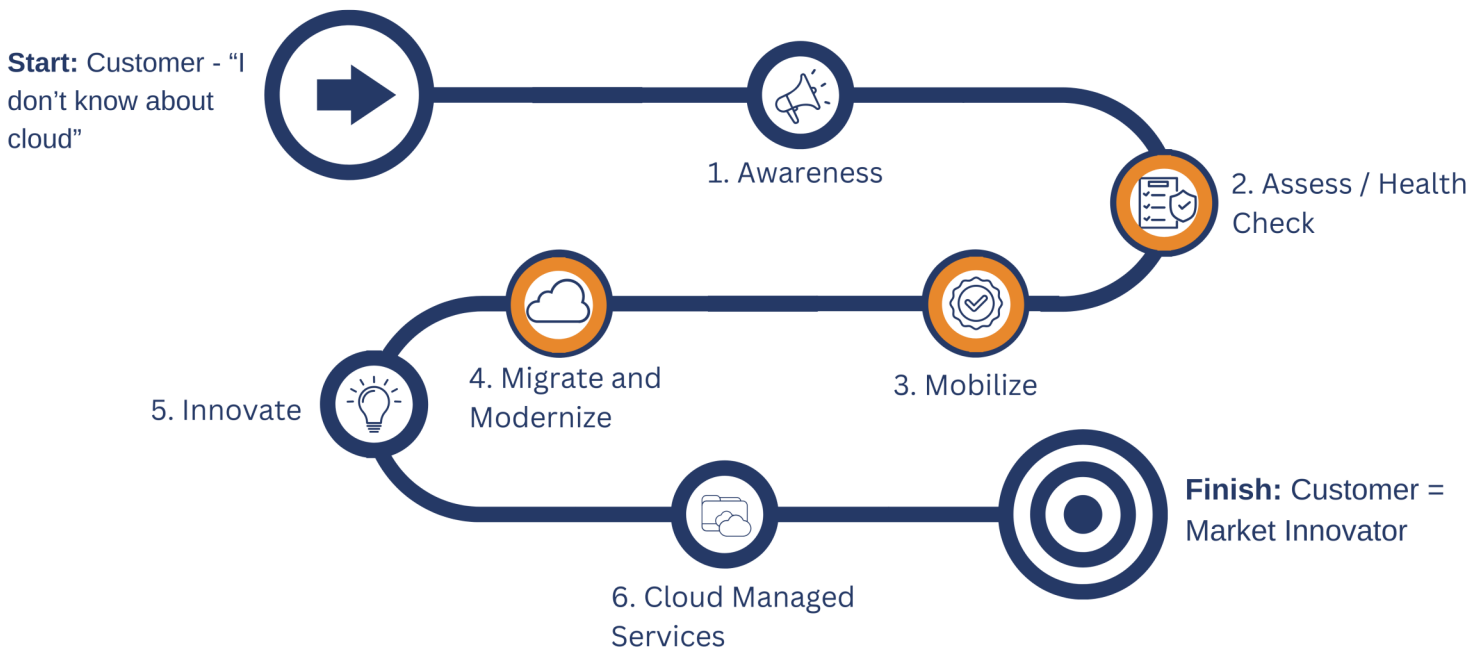 Start: Customer - “I
don’t know about
cloud”
1. Awareness
2. Assess / Health
Check
3. Mobilize
4. Migrate and
Modernize
5. Innovate
6. Cloud Managed
Services
Finish: Customer =
Market Innovator